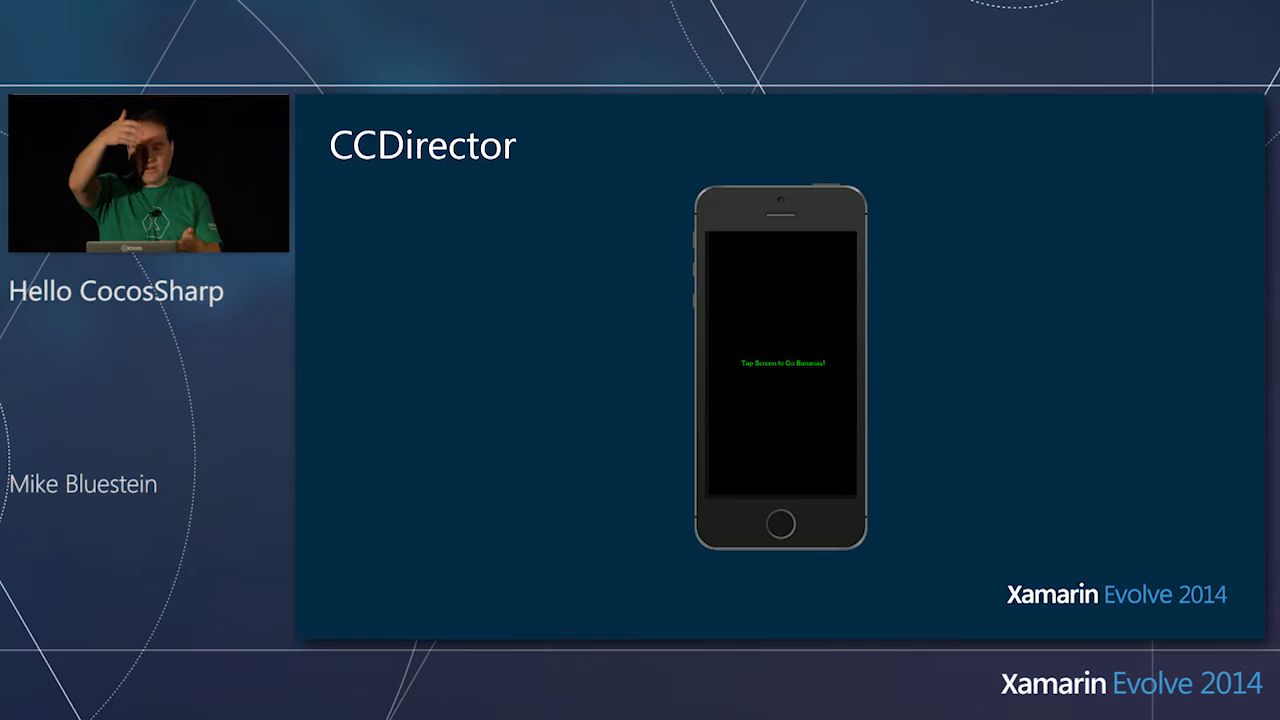 CCDirector
Tap Screen to Go Bananas!
Xamarin Evolve 2014
Hello CocosSharp
Mike Bluestein
Xamarin Evolve 2014